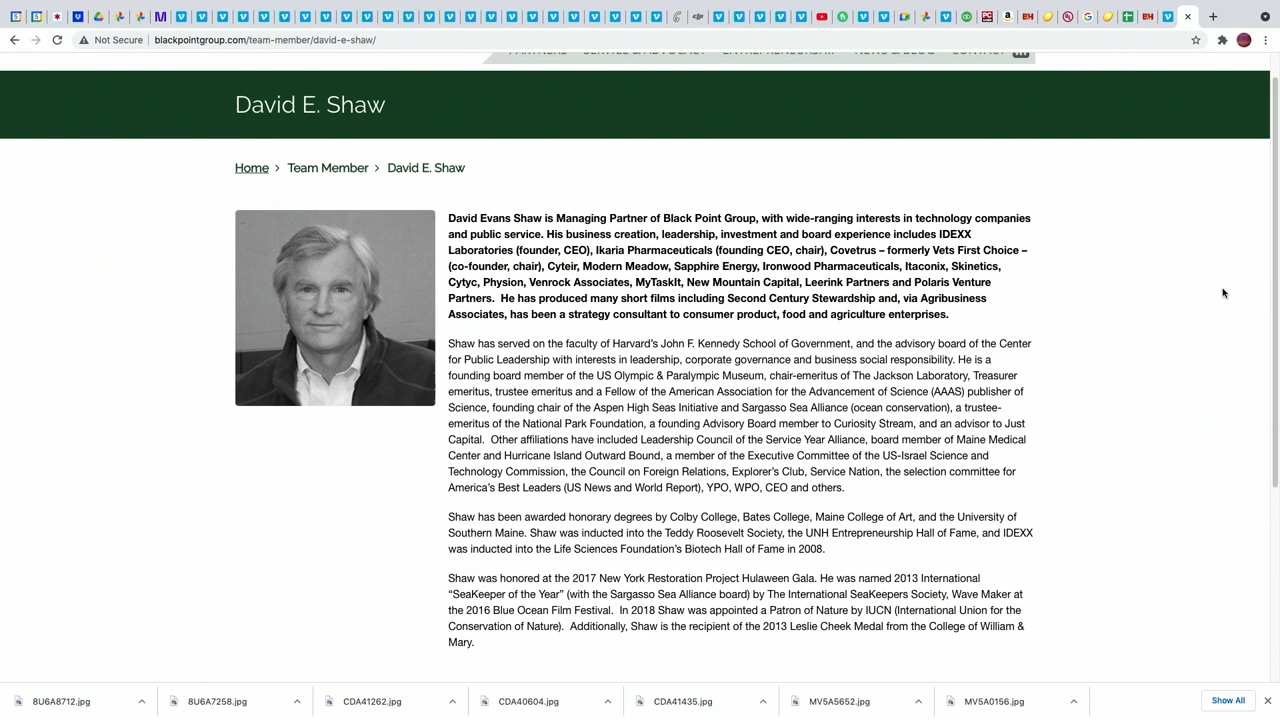 Not Secure
blackpointgroup.com/team-member/david-e-shaw/
PARTNERS SERVICE & ADVOCACY ENTREPRENEURSHIP NEWS & BLOG CONTACT
David E. Shaw
Home > Team Member > David E. Shaw
David Evans Shaw is Managing Partner of Black Point Group, with wide-ranging interests in technology companies
and public service. His business creation, leadership, investment and board experience includes IDEXX
Laboratories (founder, CEO), Ikaria Pharmaceuticals (founding CEO, chair), Covetrus – formerly Vets First Choice –
(co-founder, chair), Cyteir, Modern Meadow, Sapphire Energy, Ironwood Pharmaceuticals, Itaconix, Skinetics,
Cytyc, Physion, Venrock Associates, MyTaskIt, New Mountain Capital, Leerink Partners and Polaris Venture
Partners. He has produced many short films including Second Century Stewardship and, via Agribusiness
Associates, has been a strategy consultant to consumer product, food and agriculture enterprises.
Shaw has served on the faculty of Harvard's John F. Kennedy School of Government, and the advisory board of the Center
for Public Leadership with interests in leadership, corporate governance and business social responsibility. He is a
founding board member of the US Olympic & Paralympic Museum, chair-emeritus of The Jackson Laboratory, Treasurer
emeritus, trustee emeritus and a Fellow of the American Association for the Advancement of Science (AAAS) publisher of
Science, founding chair of the Aspen High Seas Initiative and Sargasso Sea Alliance (ocean conservation), a trustee-
emeritus of the National Park Foundation, a founding Advisory Board member to Curiosity Stream, and an advisor to Just
Capital. Other affiliations have included Leadership Council of the Service Year Alliance, board member of Maine Medical
Center and Hurricane Island Outward Bound, a member of the Executive Committee of the US-Israel Science and
Technology Commission, the Council on Foreign Relations, Explorer's Club, Service Nation, the selection committee for
America's Best Leaders (US News and World Report), YPO, WPO, CEO and others.
Shaw has been awarded honorary degrees by Colby College, Bates College, Maine College of Art, and the University of
Southern Maine. Shaw was inducted into the Teddy Roosevelt Society, the UNH Entrepreneurship Hall of Fame, and IDEXX
was inducted into the Life Sciences Foundation's Biotech Hall of Fame in 2008.
Shaw was honored at the 2017 New York Restoration Project Hulaween Gala. He was named 2013 International
“SeaKeeper of the Year” (with the Sargasso Sea Alliance board) by The International SeaKeepers Society, Wave Maker at
the 2016 Blue Ocean Film Festival. In 2018 Shaw was appointed a Patron of Nature by IUCN (International Union for the
Conservation of Nature). Additionally, Shaw is the recipient of the 2013 Leslie Cheek Medal from the College of William &
Mary.
8U6A8712.jpg
8U6A7258.jpg
CDA41262.jpg
CDA40604.jpg
CDA41435.jpg
MV5A5652.jpg
MV5A0156.jpg
Show All